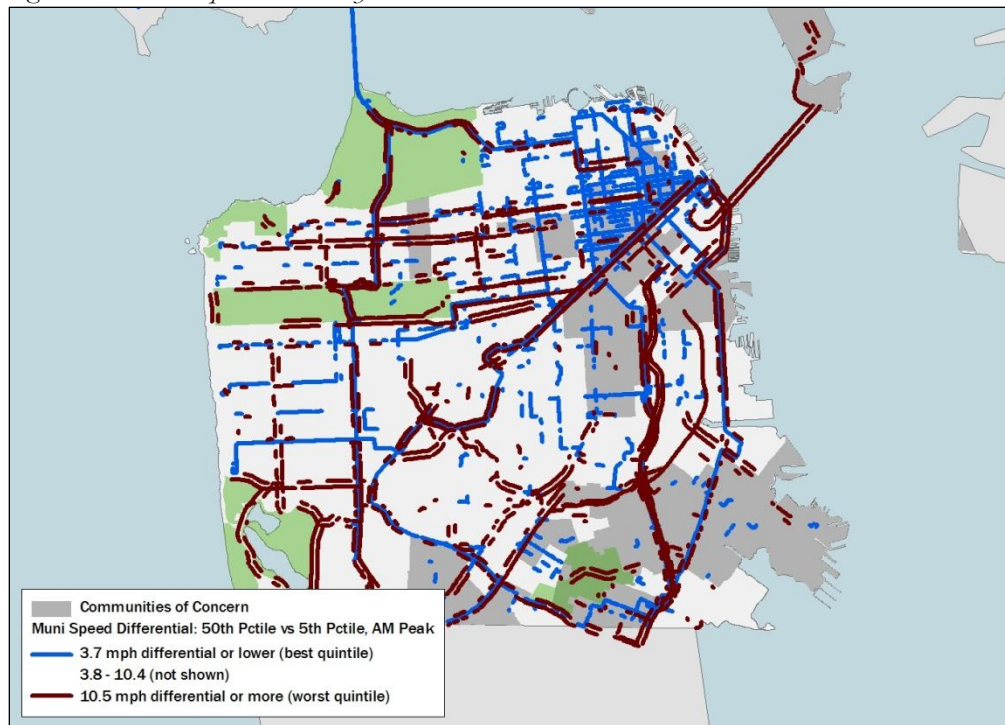 Communities of Concern
Muni Speed Differential: 50th Pctile vs 5th Pctile, AM Peak
3.7 mph differential or lower (best quintile)
3.8 - 10.4 (not shown)
10.5 mph differential or more (worst quintile)